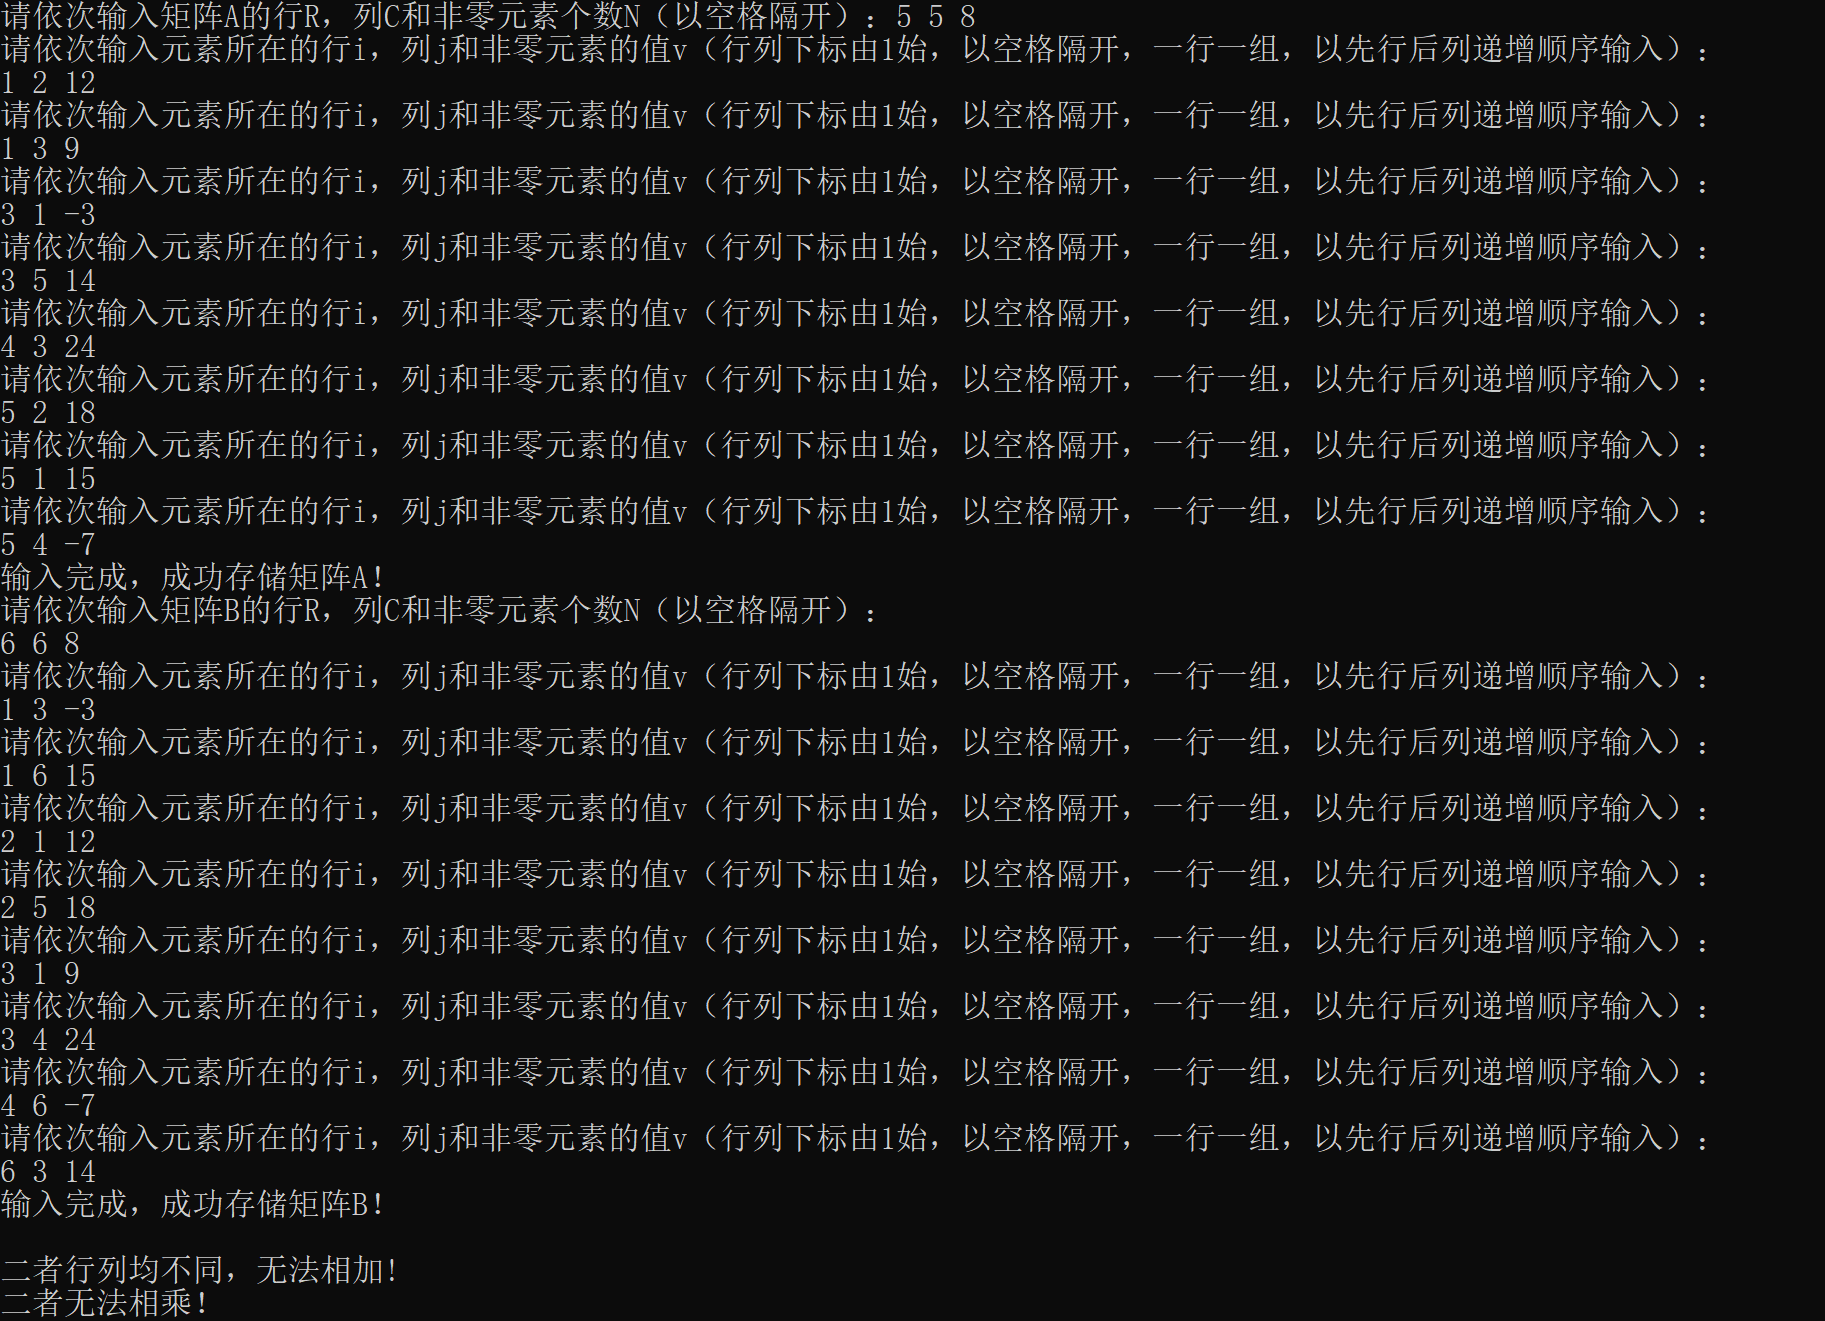 请依次输入矩阵A的行R，列C和非零元素个数N（以空格隔开）：5 5 8
请依次输入元素所在的行i，列j和非零元素的值v（行列下标由1始，以空格隔开，一行一组，以先行后列递增顺序输入）：
1 2 12
请依次输入元素所在的行i，列j和非零元素的值v（行列下标由1始，以空格隔开，一行一组，以先行后列递增顺序输入）：
1 3 9
请依次输入元素所在的行i，列j和非零元素的值v（行列下标由1始，以空格隔开，一行一组，以先行后列递增顺序输入）：
3 1 -3
请依次输入元素所在的行i，列j和非零元素的值v（行列下标由1始，以空格隔开，一行一组，以先行后列递增顺序输入）：
3 5 14
请依次输入元素所在的行i，列j和非零元素的值v（行列下标由1始，以空格隔开，一行一组，以先行后列递增顺序输入）：
4 3 24
请依次输入元素所在的行i，列j和非零元素的值v（行列下标由1始，以空格隔开，一行一组，以先行后列递增顺序输入）：
5 2 18
请依次输入元素所在的行i，列j和非零元素的值v（行列下标由1始，以空格隔开，一行一组，以先行后列递增顺序输入）：
5 1 15
请依次输入元素所在的行i，列j和非零元素的值v（行列下标由1始，以空格隔开，一行一组，以先行后列递增顺序输入）：
5 4 -7
输入完成，成功存储矩阵A！
请依次输入矩阵B的行R，列C和非零元素个数N（以空格隔开）：
6 6 8
请依次输入元素所在的行i，列j和非零元素的值v（行列下标由1始，以空格隔开，一行一组，以先行后列递增顺序输入）：
1 3 -3
请依次输入元素所在的行i，列j和非零元素的值v（行列下标由1始，以空格隔开，一行一组，以先行后列递增顺序输入）：
1 6 15
请依次输入元素所在的行i，列j和非零元素的值v（行列下标由1始，以空格隔开，一行一组，以先行后列递增顺序输入）：
2 1 12
请依次输入元素所在的行i，列j和非零元素的值v（行列下标由1始，以空格隔开，一行一组，以先行后列递增顺序输入）：
2 5 18
请依次输入元素所在的行i，列j和非零元素的值v（行列下标由1始，以空格隔开，一行一组，以先行后列递增顺序输入）：
3 1 9
请依次输入元素所在的行i，列j和非零元素的值v（行列下标由1始，以空格隔开，一行一组，以先行后列递增顺序输入）：
3 4 24
请依次输入元素所在的行i，列j和非零元素的值v（行列下标由1始，以空格隔开，一行一组，以先行后列递增顺序输入）：
4 6 -7
请依次输入元素所在的行i，列j和非零元素的值v（行列下标由1始，以空格隔开，一行一组，以先行后列递增顺序输入）：
6 3 14
输入完成，成功存储矩阵B！
二者行列均不同，无法相加！
二者无法相乘！